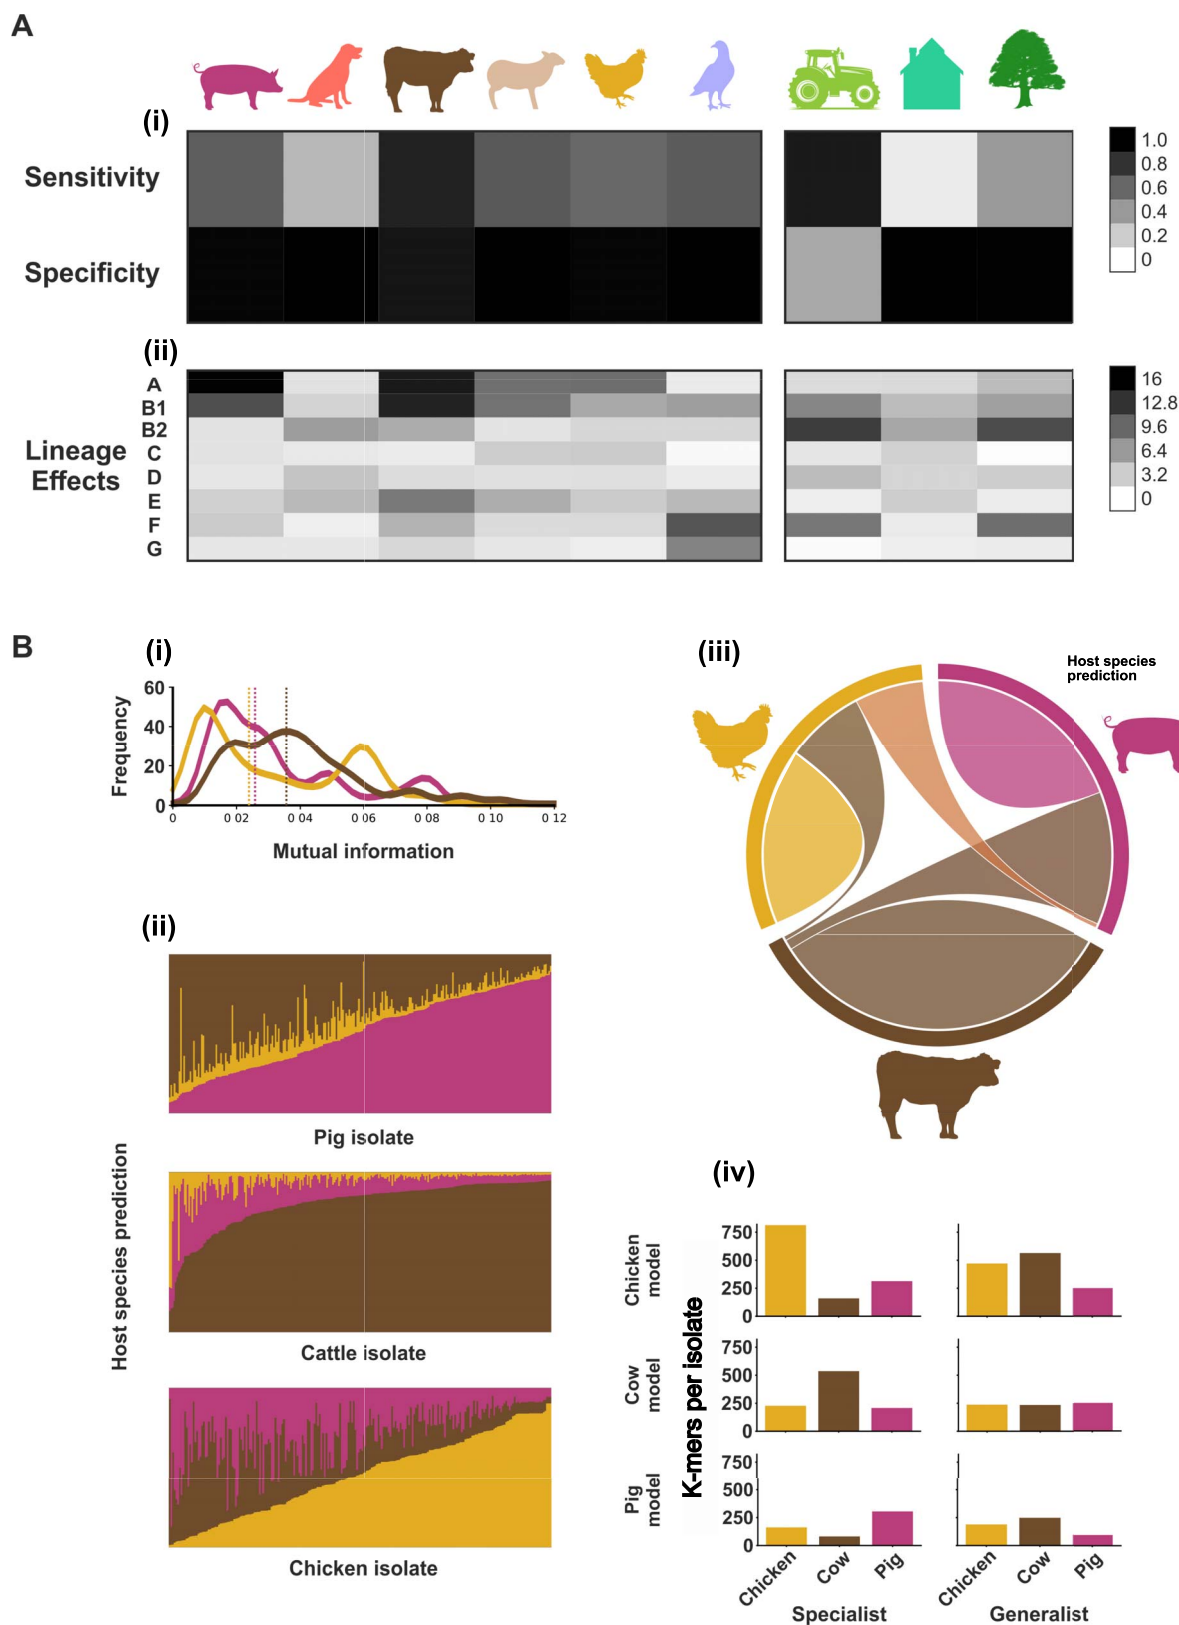 A
(i)
Sensitivity
Specificity
1.0
0.8
0.6
0.4
0.2
0
(ii)
Lineage
Effects
A
B1
B2
C
D
E
F
G
16
12.8
9.6
6.4
3.2
0
B
(i)
Frequency
60
40
20
0
0
0 02
0 04
0 06
0 08
0 10
0 12
Mutual information
(ii)
Host species prediction
Pig isolate
Cattle isolate
Chicken isolate
(iii)
Host species
prediction
(iv)
K-mers per isolate
Chicken
model
750
500
250
0
Cow
model
750
500
250
0
Pig
model
750
500
250
0
Chicken
Cow
Pig
Specialist
Chicken
Cow
Pig
Generalist